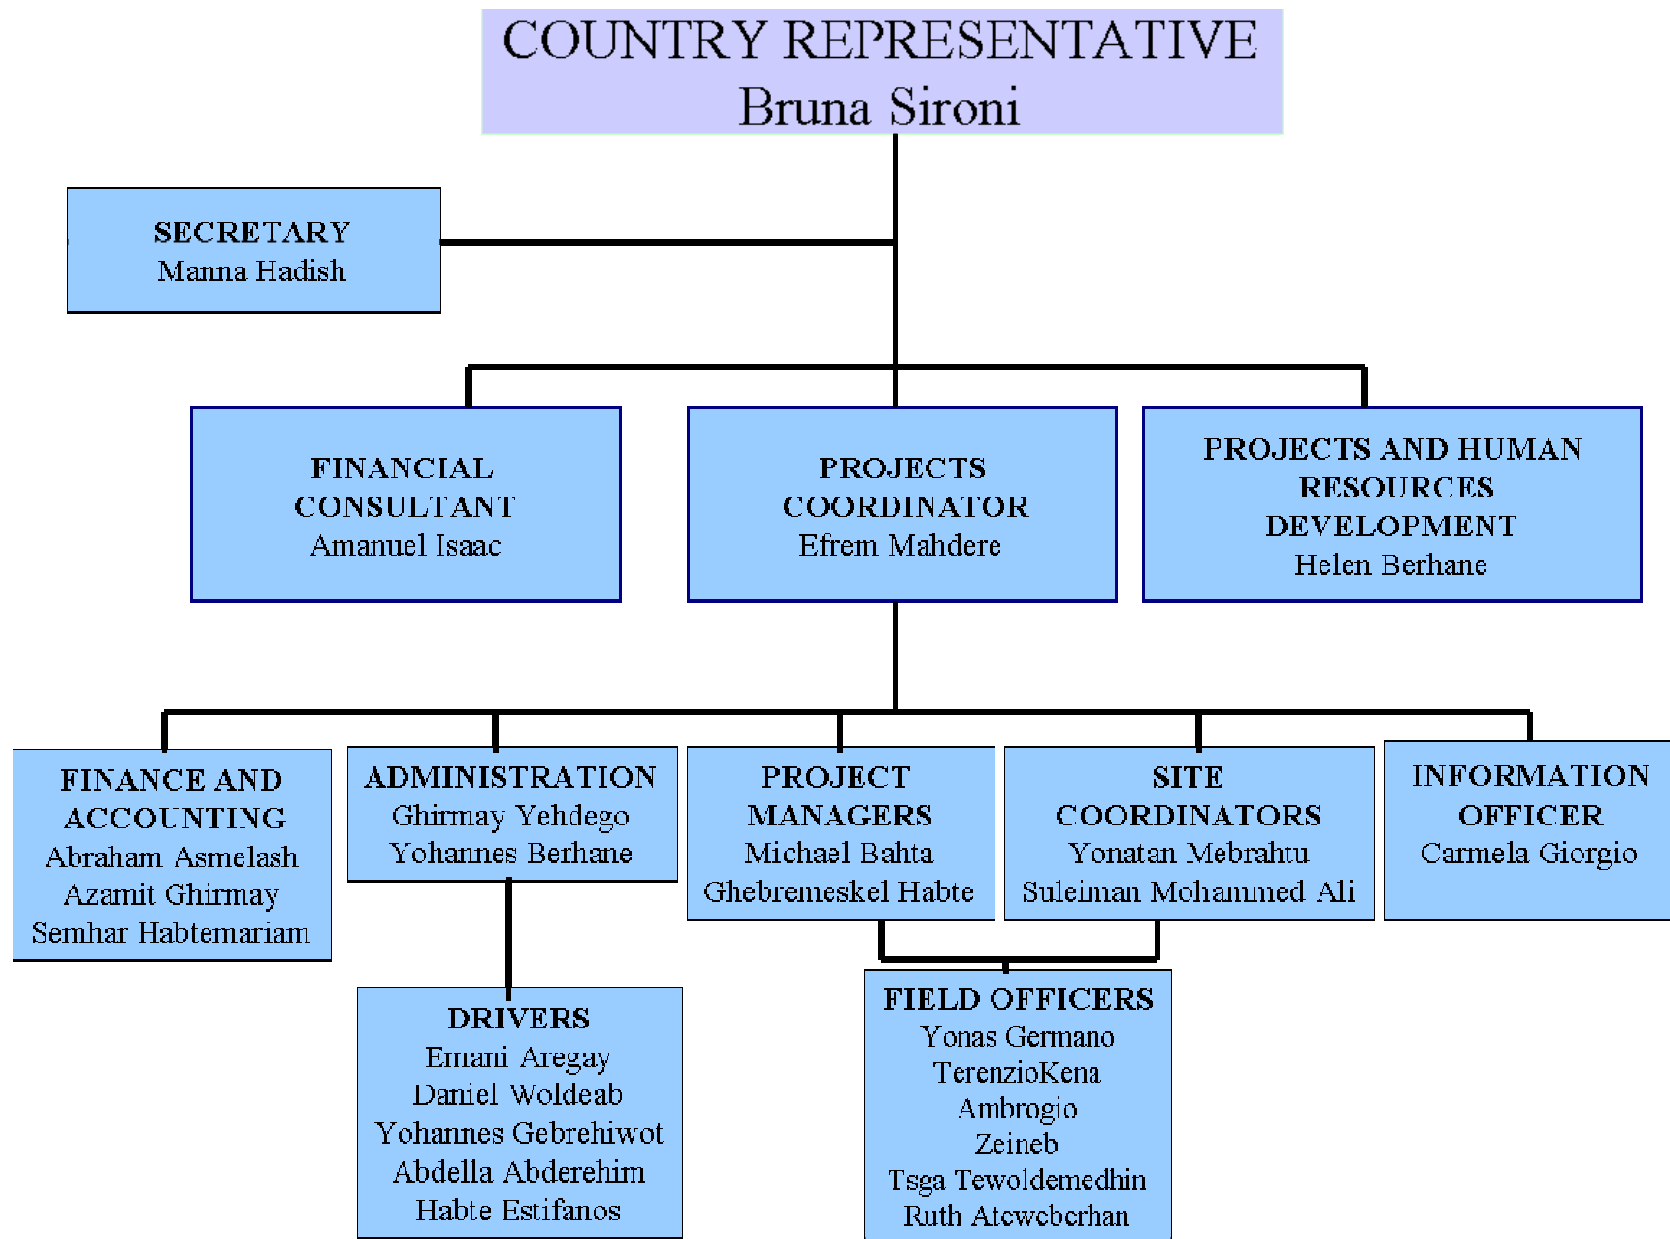 COUNTRY REPRESENTATIVE
Bruna Sironi
SECRETARY
Manna Hadish
FINANCIAL
CONSULTANT
Amanuel Isaac
PROJECTS
COORDINATOR
Efrem Mahdere
PROJECTS AND HUMAN
RESOURCES
DEVELOPMENT
Helen Berhane
FINANCE AND
ACCOUNTING
Abraham Asmelash
Azamit Ghirmay
Semhar Habtemariam
ADMINISTRATION
Ghirmay Yehdego
Yohannes Berhane
PROJECT
MANAGERS
Michael Bahta
Ghebremeskel Habte
SITE
COORDINATORS
Yonatan Mebrahtu
Suleiman Mohammed Ali
INFORMATION
OFFICER
Carmela Giorgio
DRIVERS
Emani Aregay
Daniel Woldeab
Yohannes Gebrehiwot
Abdella Abderehim
Habte Estifanos
FIELD OFFICERS
Yonas Germano
TerenzioKena
Ambrogio
Zeineb
Tsga Tewoldemedhin
Ruth Ateweberhan